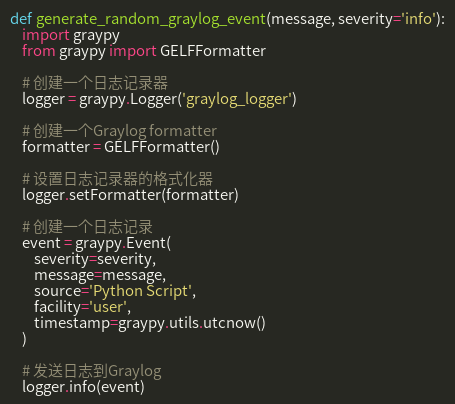 def generate_random_graylog_event(message, severity='info'):
import graypy
from graypy import GELFFormatter
# 创建一个日志记录器
logger = graypy.Logger('graylog_logger')
# 创建一个Graylog formatter
formatter = GELFFormatter()
# 设置日志记录器的格式化器
logger.setFormatter(formatter)
# 创建一个日志记录
event = graypy.Event(
severity=severity,
message=message,
source='Python Script',
facility='user',
timestamp=graypy.utils.utcnow()
)
# 发送日志到Graylog
logger.info(event)